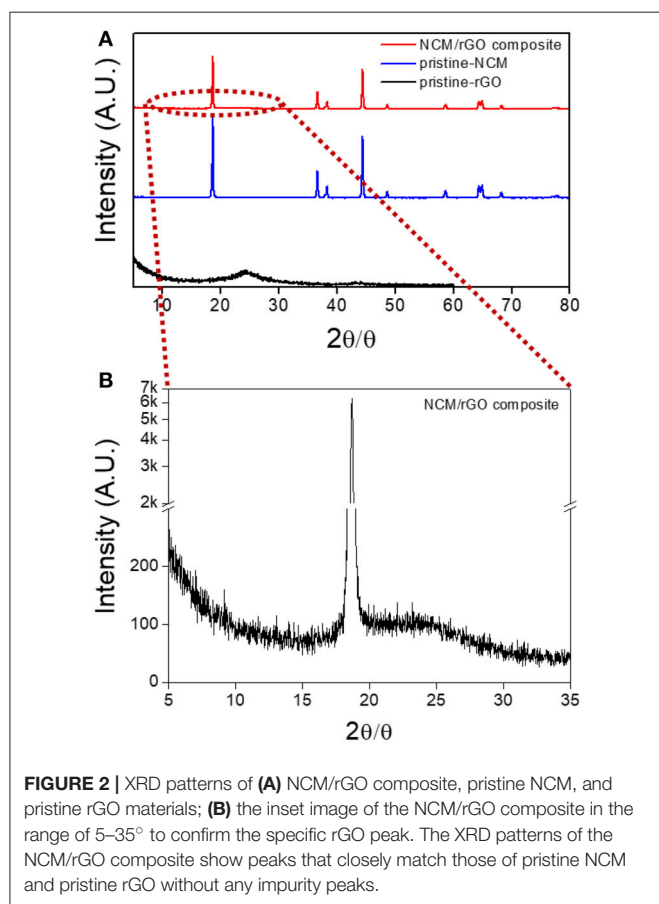 A
NCM/rGO composite
pristine-NCM
pristine-rGO
Intensity (A.U.)
10 20 30 40 50 60 70 80
2θ/θ
B
7k
6k
5k
4k
3k
2k
200
100
0
NCM/rGO composite
Intensity (A.U.)
5 10 15 20 25 30 35
2θ/θ
FIGURE 2 | XRD patterns of (A) NCM/rGO composite, pristine NCM, and
pristine rGO materials; (B) the inset image of the NCM/rGO composite in the
range of 5–35° to confirm the specific rGO peak. The XRD patterns of the
NCM/rGO composite show peaks that closely match those of pristine NCM
and pristine rGO without any impurity peaks.